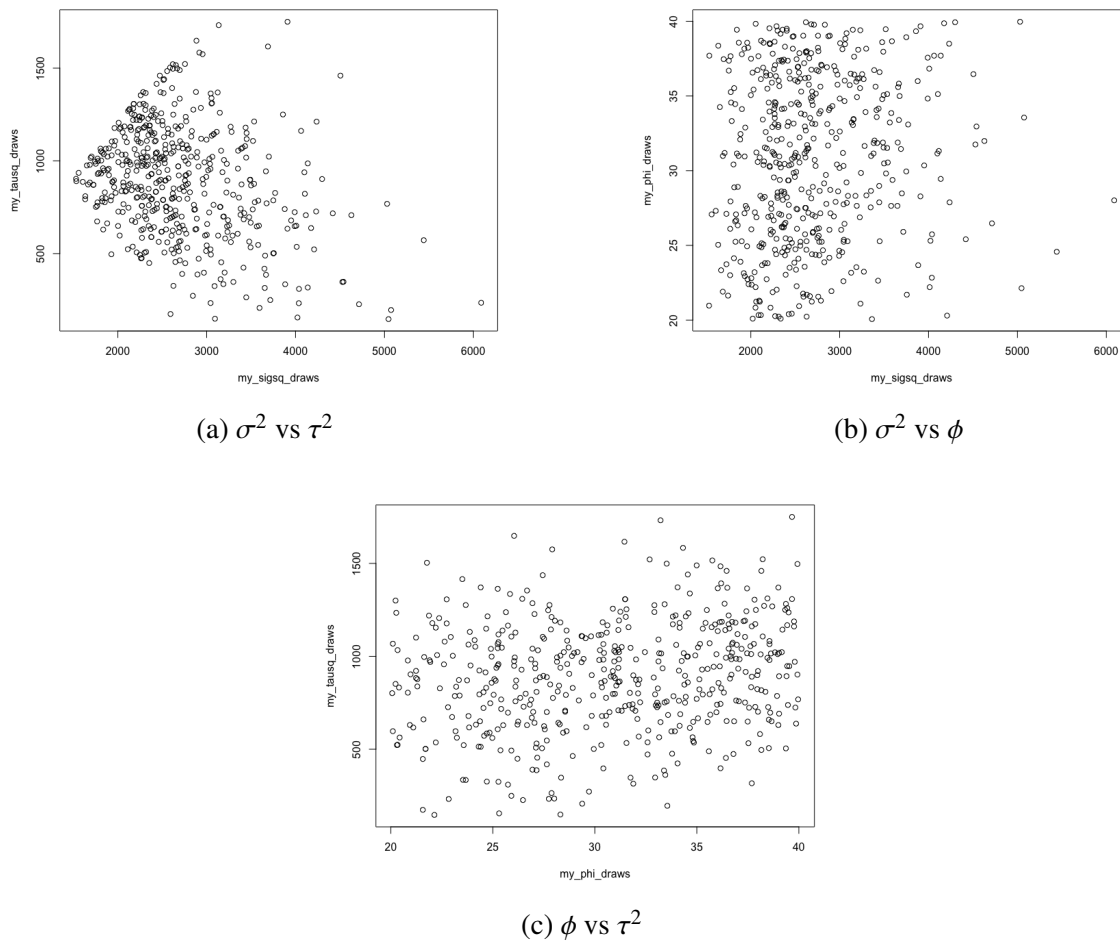 1500
1000
500
my_tausq_draws
2000 3000 4000 5000 6000
my_sigsq_draws
(a) σ² vs τ²
40
35
30
25
20
my_phi_draws
2000 3000 4000 5000 6000
my_sigsq_draws
(b) σ² vs ϕ
1500
1000
500
my_tausq_draws
20 25 30 35 40
my_phi_draws
(c) ϕ vs τ²